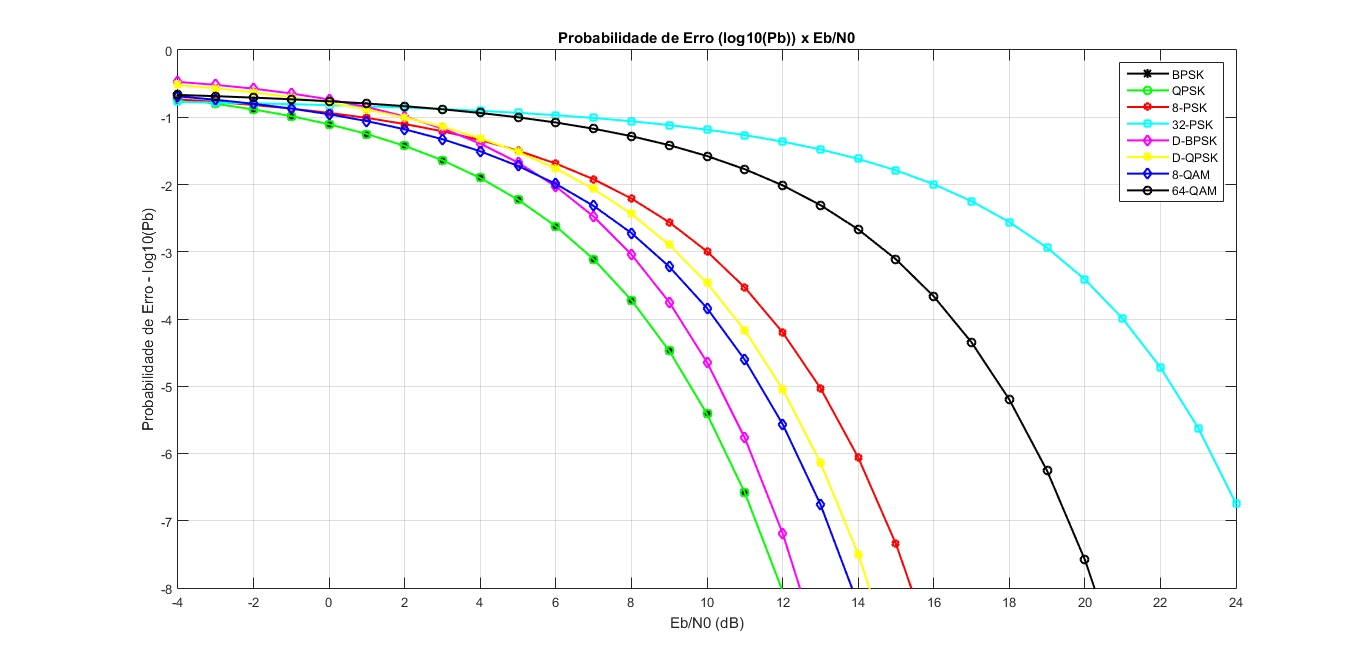 Probabilidade de Erro (log10(Pb)) x Eb/N0
0
-1
-2
-3
-4
-5
-6
-7
-8
Probabilidade de Erro - log10(Pb)
-4 -2 0 2 4 6 8 10 12 14 16 18 20 22 24
Eb/N0 (dB)
BPSK
QPSK
8-PSK
32-PSK
D-BPSK
D-QPSK
8-QAM
64-QAM